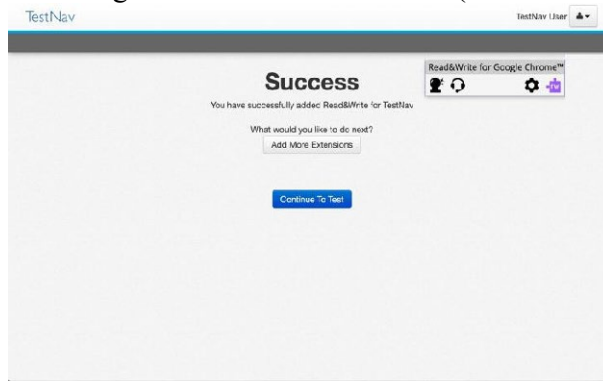 TestNav
TestNav User
Read&Write for Google Chrome™
Success
You have successfully added Read&Write for TestNav
What would you like to do next?
Add More Extensions
Continue To Test